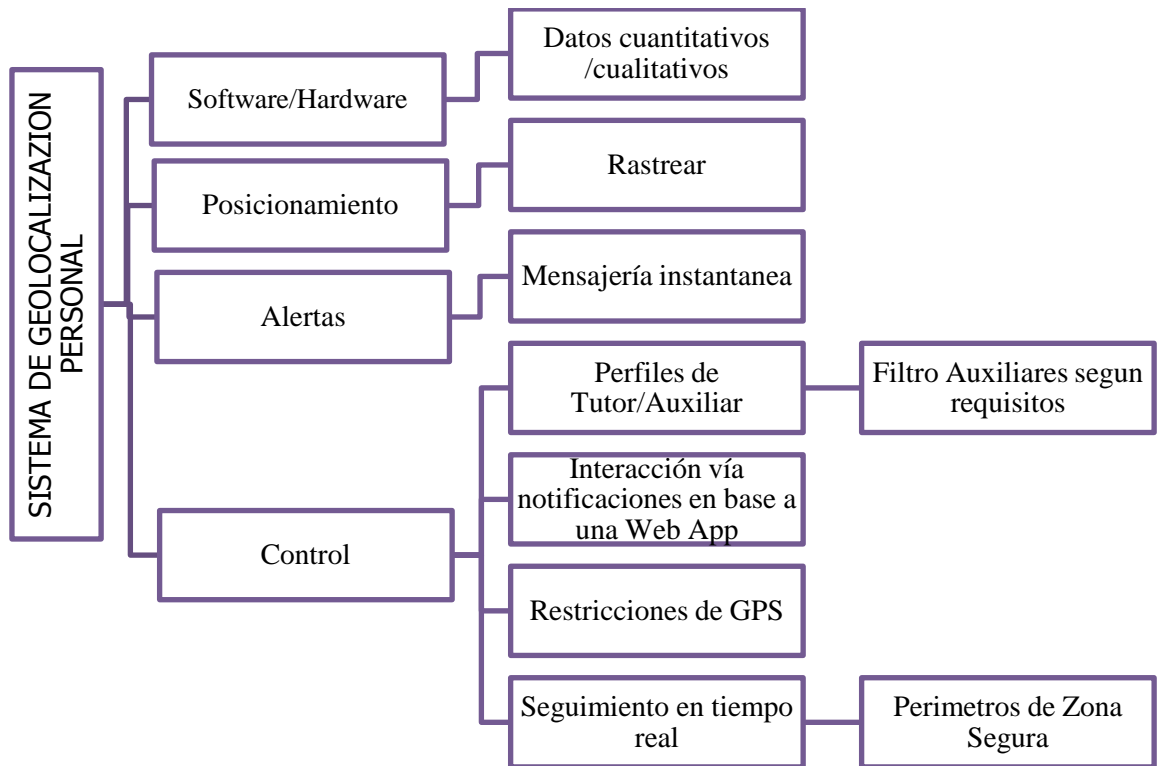 SISTEMA DE GEOLOCALIZAZION
PERSONAL
Software/Hardware
Datos cuantitativos
/cualitativos
Posicionamiento
Rastrear
Alertas
Mensajería instantanea
Control
Perfiles de
Tutor/Auxiliar
Filtro Auxiliares segun
requisitos
Interacción vía
notificaciones en base a
una Web App
Restricciones de GPS
Seguimiento en tiempo
real
Perimetros de Zona
Segura